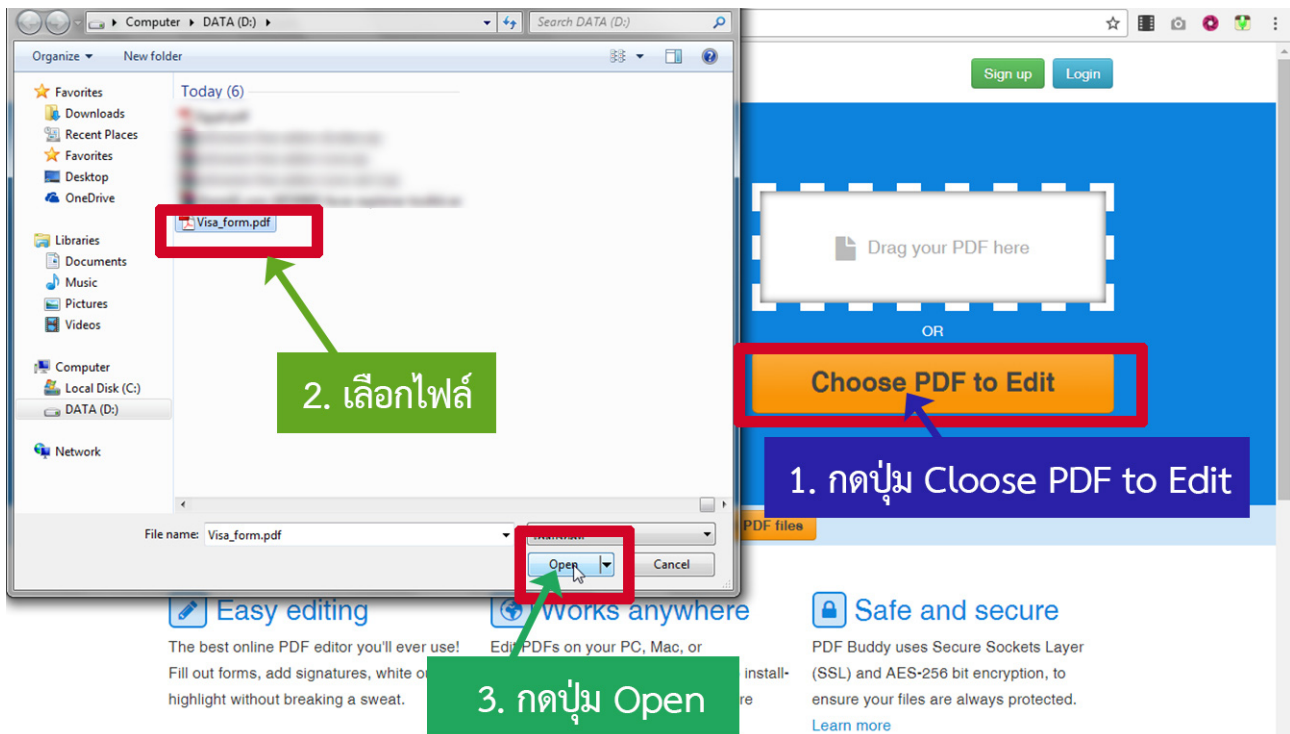 Computer ▸ DATA (D:) ▸
Search DATA (D:)
Organize
New folder
Favorites
Downloads
Recent Places
Favorites
Desktop
OneDrive
Libraries
Documents
Music
Pictures
Videos
Computer
Local Disk (C:)
DATA (D:)
Network
Today (6)
Visa_form.pdf
2. เลือกไฟล์
File name:
Visa_form.pdf
Open
Cancel
Sign up
Login
Drag your PDF here
OR
Choose PDF to Edit
1. กดปุ่ม Cloose PDF to Edit
PDF files
Easy editing
The best online PDF editor you'll ever use!
Fill out forms, add signatures, white
highlight without breaking a sweat.
Works anywhere
Edit PDFs on your PC, Mac, or
install-
3. กดปุ่ม Open
Safe and secure
PDF Buddy uses Secure Sockets Layer
(SSL) and AES-256 bit encryption, to
ensure your files are always protected.
Learn more